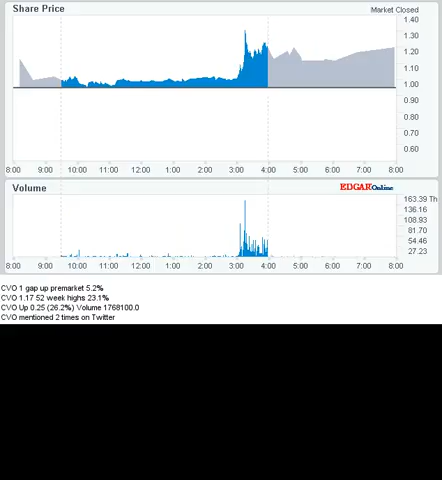 Share Price
Market Closed
1.40
1.30
1.20
1.10
1.00
0.90
0.80
0.70
0.60
8:00 9:00 10:00 11:00 12:00 1:00 2:00 3:00 4:00 5:00 6:00 7:00 8:00
Volume
EDGAROnline
163.39 Th
136.16
108.93
81.70
54.46
27.23
8:00 9:00 10:00 11:00 12:00 1:00 2:00 3:00 4:00 5:00 6:00 7:00 8:00
CVO 1 gap up premarket 5.2%
CVO 1.17 52 week highs 23.1%
CVO Up 0.25 (26.2%) Volume 1768100.0
CVO mentioned 2 times on Twitter